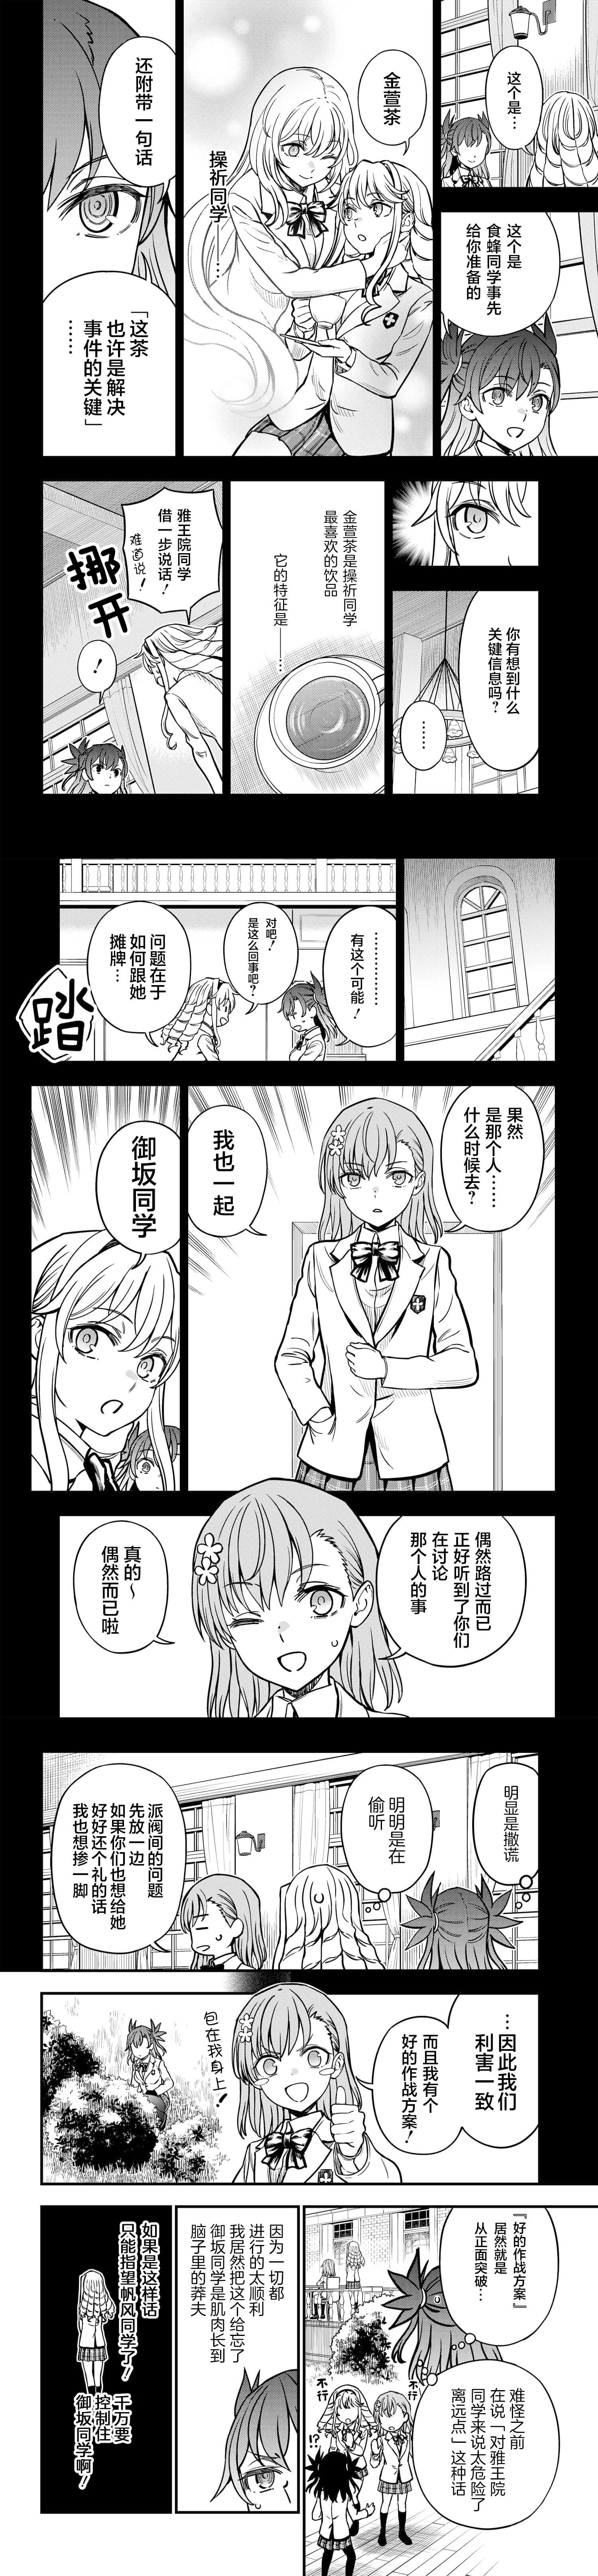 这个是…
这个是
食蜂同学事先
给你准备的
金萱茶
操祈同学
……
还附带一句话
「这茶
也许是解决
事件的关键」
……
你有想到什么
关键信息吗？
……
金萱茶是操祈同学
最喜欢的饮品
它的特征是——
……
雅王院同学
借一步说话！
难道说！
挪开
！
…………
有这个可能！
对吧！
是这么回事吧？
问题在于
如何跟她
摊牌…
踏
果然
是那个人……
什么时候去？
我也一起
御坂同学
偶然路过而已
正好听到了你们
在讨论
那个人的事
真的～
偶然而已啦
明显是撒谎
明明是在
偷听
派阀间的问题
先放一边
如果你们也想给她
好好还个礼的话
我也想掺一脚
…因此我们
利害一致
而且我有个
好的作战方案！
包在我身上！
『好的作战方案』
居然就是
从正面突破…
难怪之前
在说「对雅王院
同学来说太危险了
离远点」这种话
不行
不行
!?
因为一切都
进行的太顺利
我居然把这个给忘了
御坂同学是肌肉长到
脑子里的莽夫
如果是这样话
只能指望帆风同学了！
千万要
控制住
御坂同学啊！